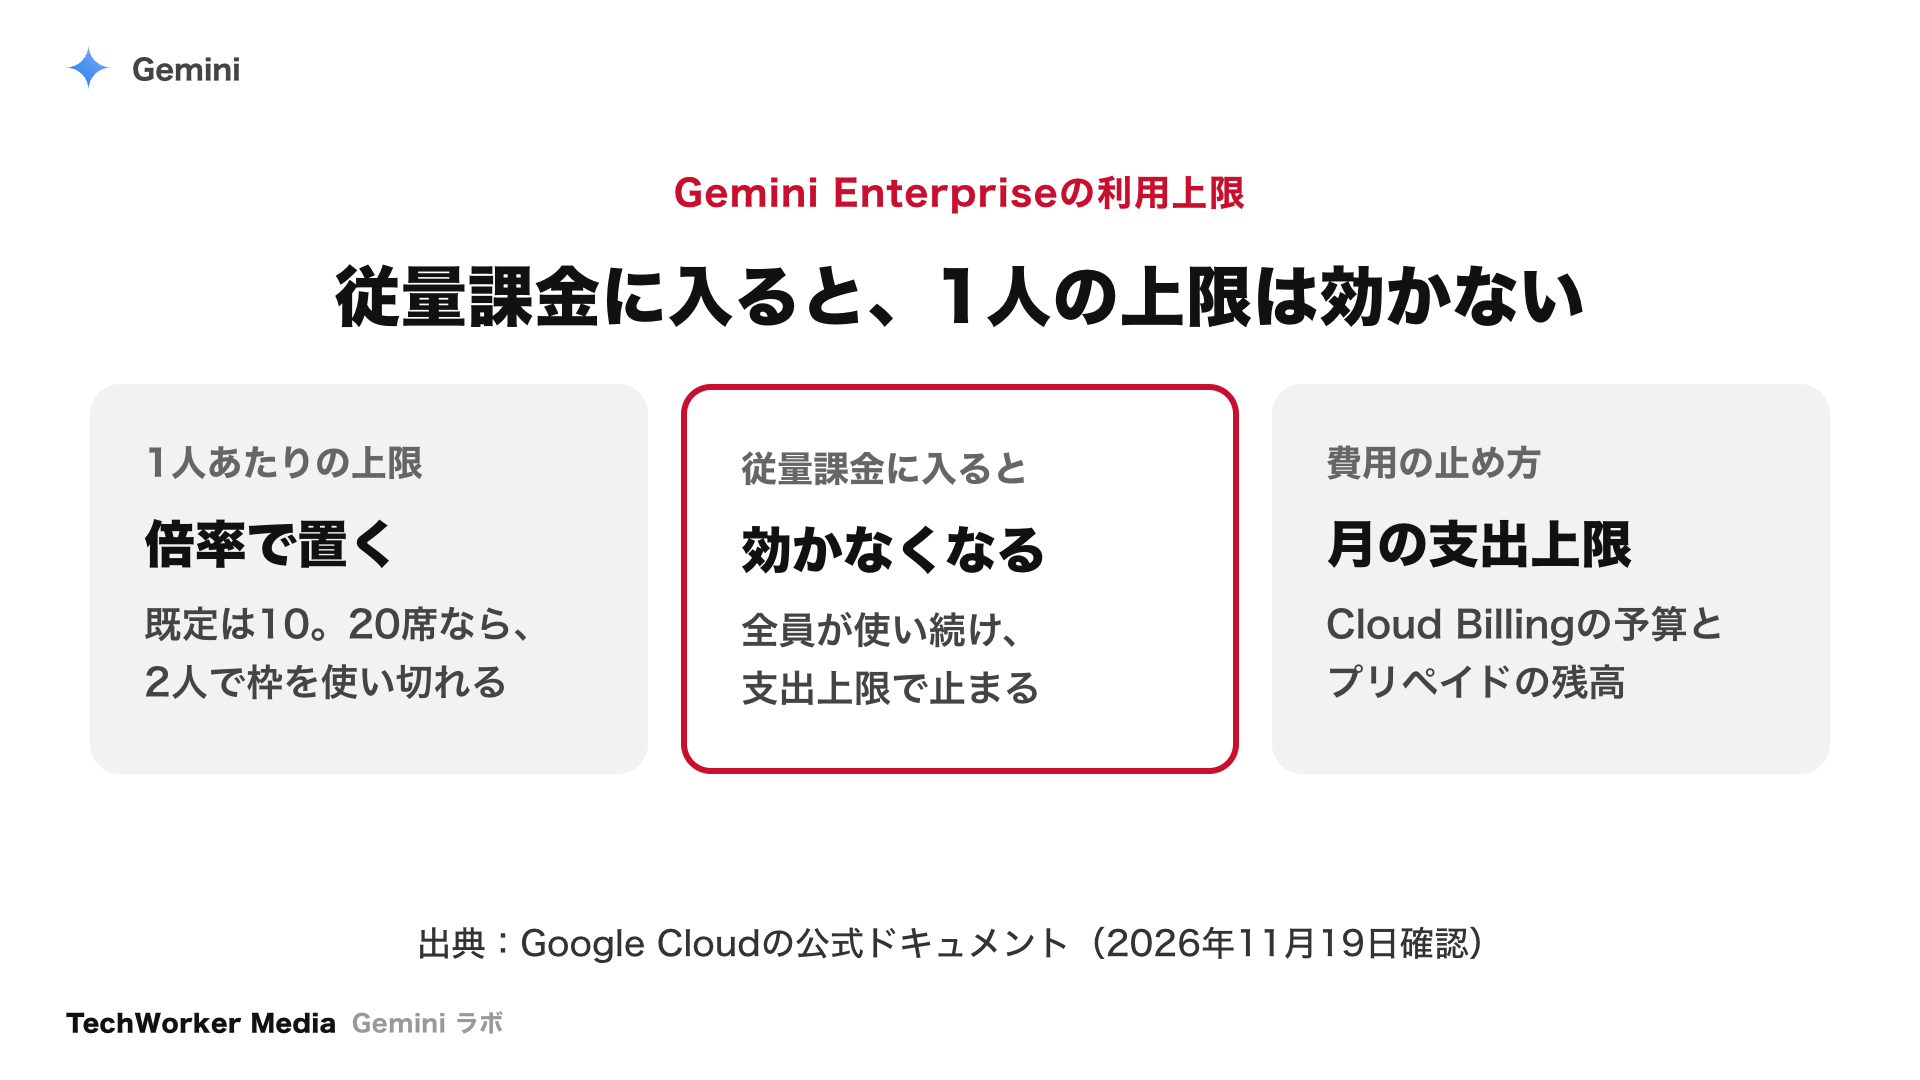 Gemini
Gemini Enterpriseの利用上限
従量課金に入ると、1人の上限は効かない
1人あたりの上限
倍率で置く
既定は10。20席なら、
2人で枠を使い切れる
従量課金に入ると
効かなくなる
全員が使い続け、
支出上限で止まる
費用の止め方
月の支出上限
Cloud Billingの予算と
プリペイドの残高
出典：Google Cloudの公式ドキュメント（2026年11月19日確認）
TechWorker Media Gemini ラボ